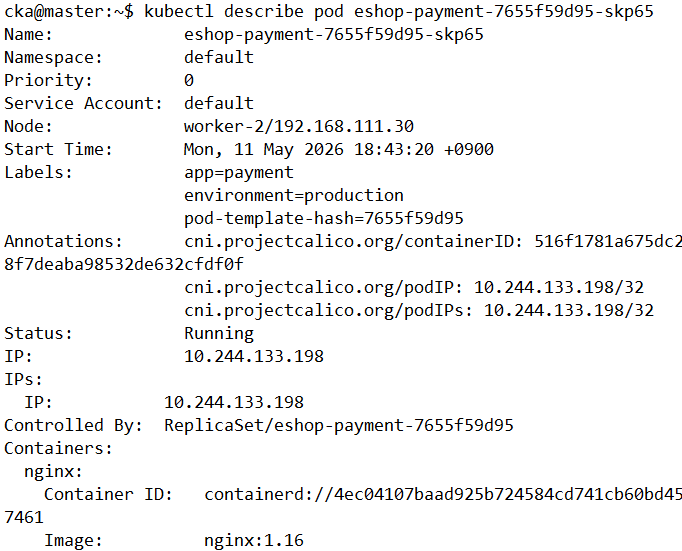 cka@master:~$ kubectl describe pod eshop-payment-7655f59d95-skp65
Name:             eshop-payment-7655f59d95-skp65
Namespace:        default
Priority:         0
Service Account:  default
Node:             worker-2/192.168.111.30
Start Time:       Mon, 11 May 2026 18:43:20 +0900
Labels:           app=payment
                  environment=production
                  pod-template-hash=7655f59d95
Annotations:      cni.projectcalico.org/containerID: 516f1781a675dc2
8f7deaba98532de632cfdf0f
                  cni.projectcalico.org/podIP: 10.244.133.198/32
                  cni.projectcalico.org/podIPs: 10.244.133.198/32
Status:           Running
IP:               10.244.133.198
IPs:
  IP:           10.244.133.198
Controlled By:  ReplicaSet/eshop-payment-7655f59d95
Containers:
  nginx:
    Container ID:   containerd://4ec04107baad925b724584cd741cb60bd45
7461
    Image:          nginx:1.16